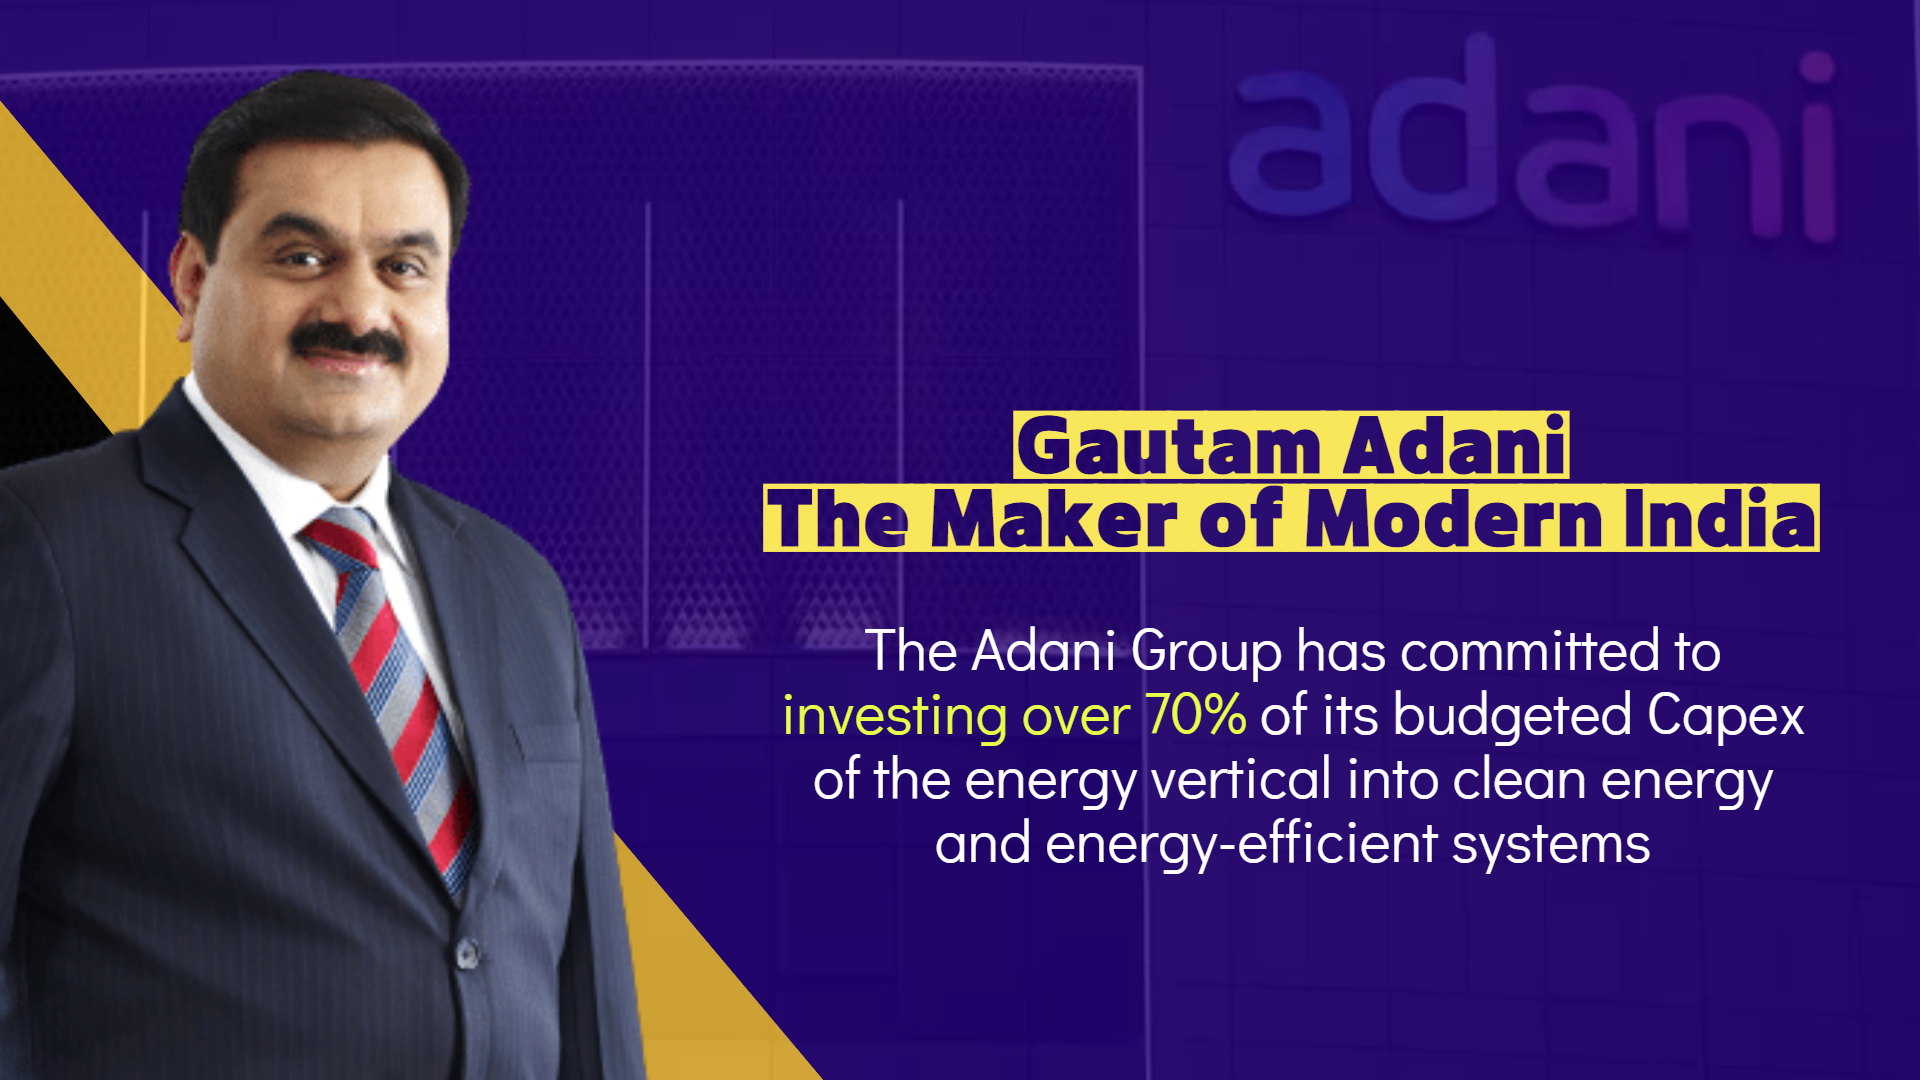 adani
Gautam Adani
The Maker of Modern India
The Adani Group has committed to
investing over 70% of its budgeted Capex
of the energy vertical into clean energy
and energy-efficient systems